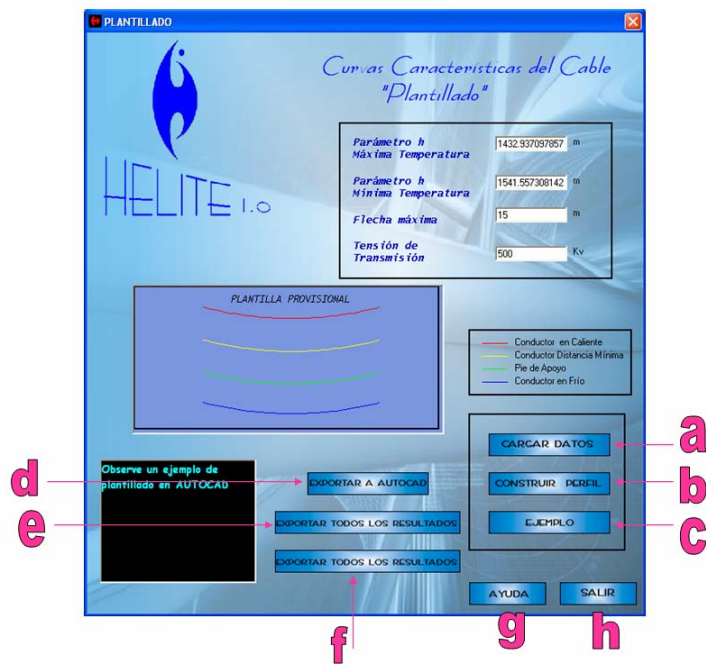 PLANTILLADO
Curvas Características del Cable
"Plantillado"
HELITE 1.0
Parámetro h
Máxima Temperatura
1432.937097857 m
Parámetro h
Mínima Temperatura
1541.557308142 m
Flecha máxima
15 m
Tensión de
Transmisión
500 Kv
PLANTILLA PROVISIONAL
Conductor en Caliente
Conductor Distancia Mínima
Pie de Apoyo
Conductor en Frío
CARGAR DATOS
a
CONSTRUIR PERFIL
b
EJEMPLO
c
Observe un ejemplo de
plantillado en AUTOCAD
d
EXPORTAR A AUTOCAD
e
EXPORTAR TODOS LOS RESULTADOS
EXPORTAR TODOS LOS RESULTADOS
f
AYUDA
SALIR
g
h